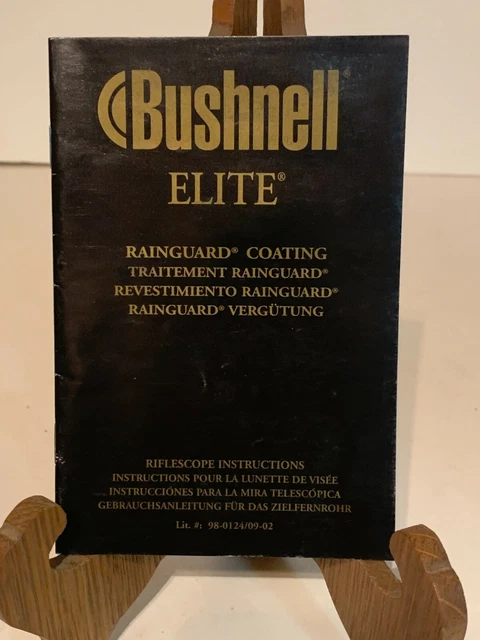 Bushnell
ELITE®
RAINGUARD® COATING
TRAITEMENT RAINGUARD®
REVESTIMIENTO RAINGUARD®
RAINGUARD® VERGÜTUNG
RIFLESCOPE INSTRUCTIONS
INSTRUCTIONS POUR LA LUNETTE DE VISÉE
INSTRUCCIÓNES PARA LA MIRA TELESCÓPICA
GEBRAUCHSANLEITUNG FÜR DAS ZIELFERNROHR
Lit. #: 98-0124/09-02